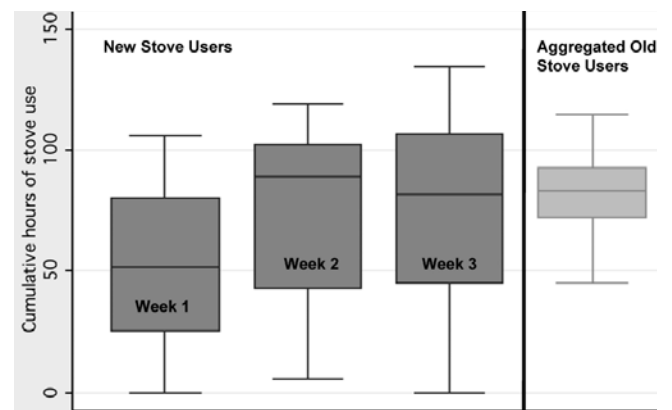 New Stove Users
Aggregated Old
Stove Users
Cumulative hours of stove use
150
100
50
0
Week 1
Week 2
Week 3